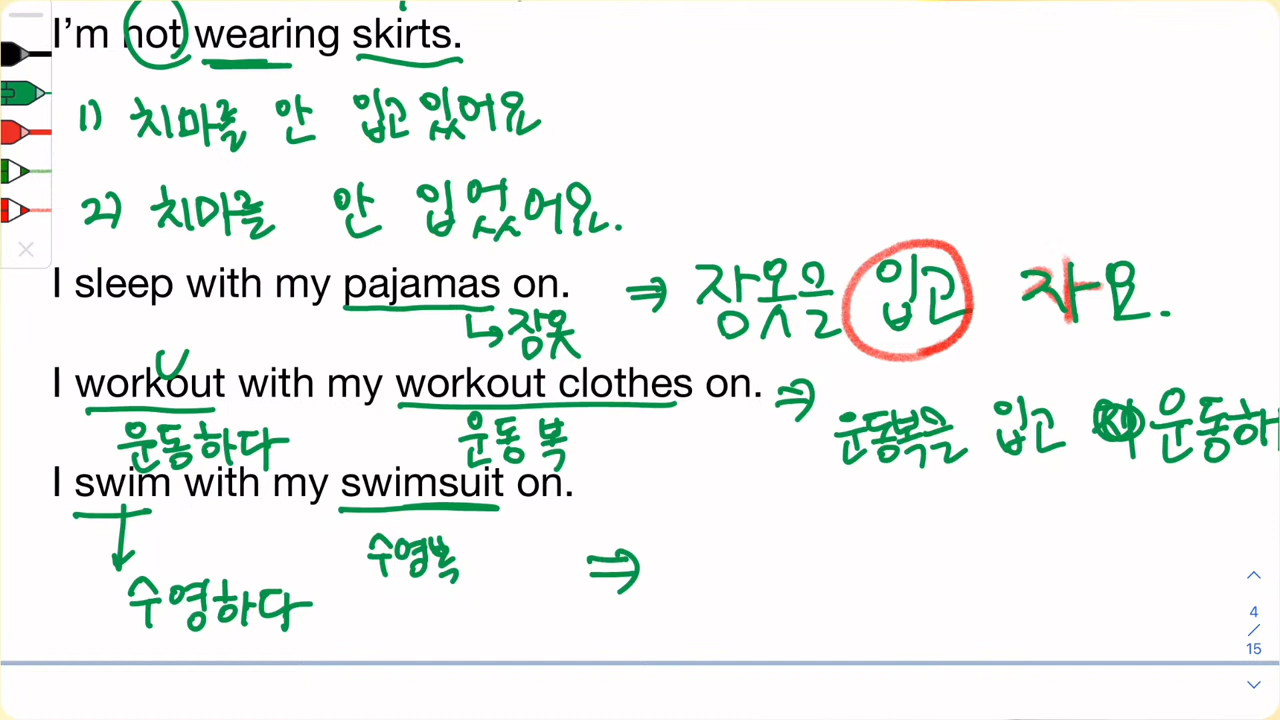 I'm not wearing skirts.
1) 치마를 안 입고있어요
2) 치마를 안 입었어요.
I sleep with my pajamas on. ⇒ 잠옷을 입고 자요.
↳ 잠옷
I workout with my workout clothes on. ⇒ 운동복을 입고 운동하
운동하다 운동복
I swim with my swimsuit on.
수영복 ⇒
수영하다
4
/
15